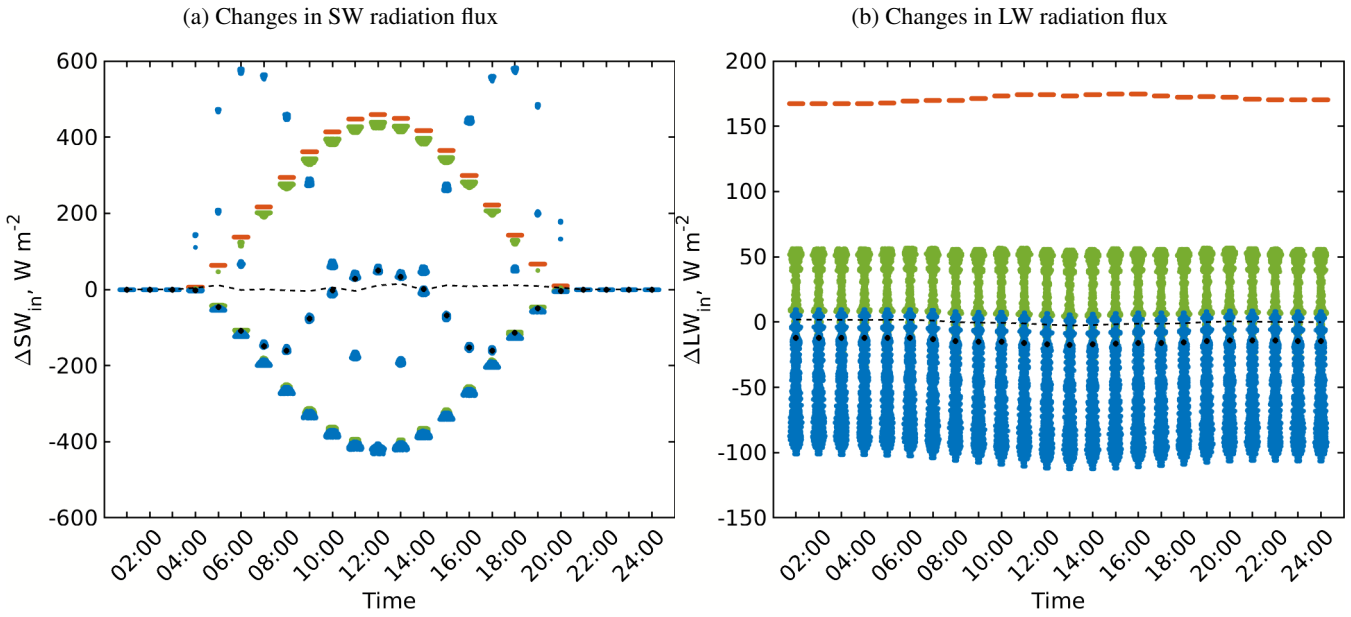 (a) Changes in SW radiation flux
600
400
200
0
-200
-400
-600
ΔSW_in, W m^-2
02:00 04:00 06:00 08:00 10:00 12:00 14:00 16:00 18:00 20:00 22:00 24:00
Time
(b) Changes in LW radiation flux
200
150
100
50
0
-50
-100
-150
ΔLW_in, W m^-2
02:00 04:00 06:00 08:00 10:00 12:00 14:00 16:00 18:00 20:00 22:00 24:00
Time